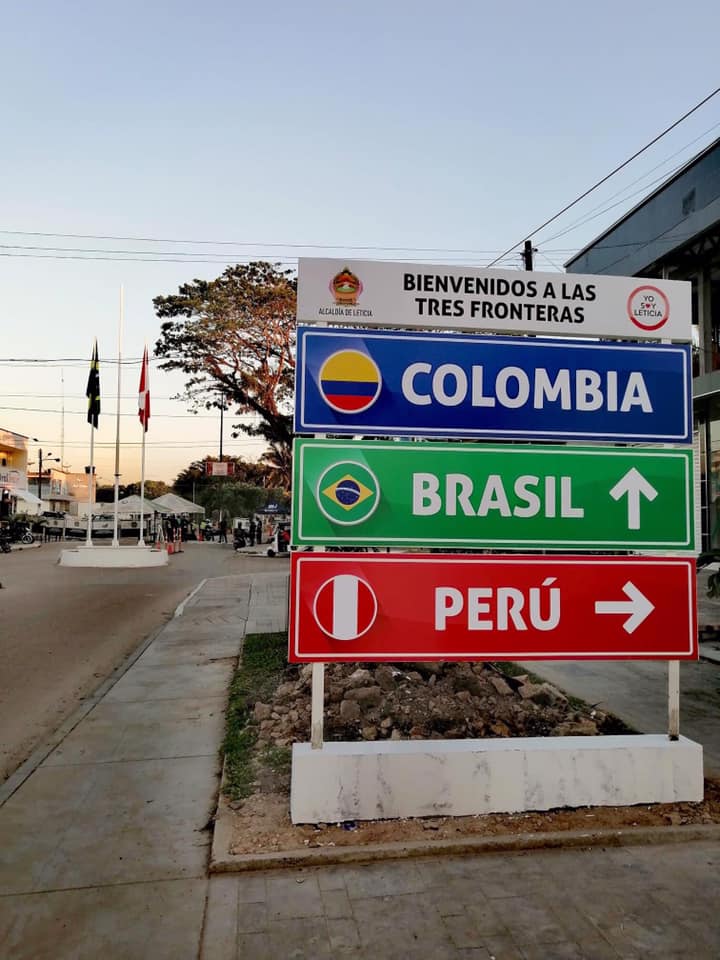 BIENVENIDOS A LAS
TRES FRONTERAS
ALCALDÍA DE LETICIA
YO
SOY
LETICIA
COLOMBIA
BRASIL
PERÚ